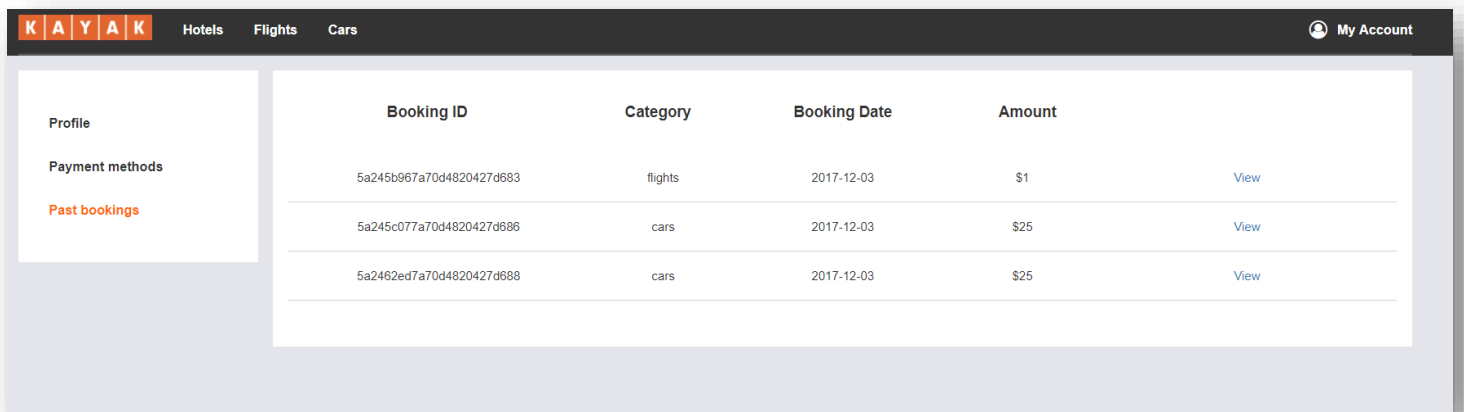 KAYAK Hotels Flights Cars My Account
Profile
Payment methods
Past bookings
Booking ID Category Booking Date Amount
5a245b967a70d4820427d683 flights 2017-12-03 $1 View
5a245c077a70d4820427d686 cars 2017-12-03 $25 View
5a2462ed7a70d4820427d688 cars 2017-12-03 $25 View